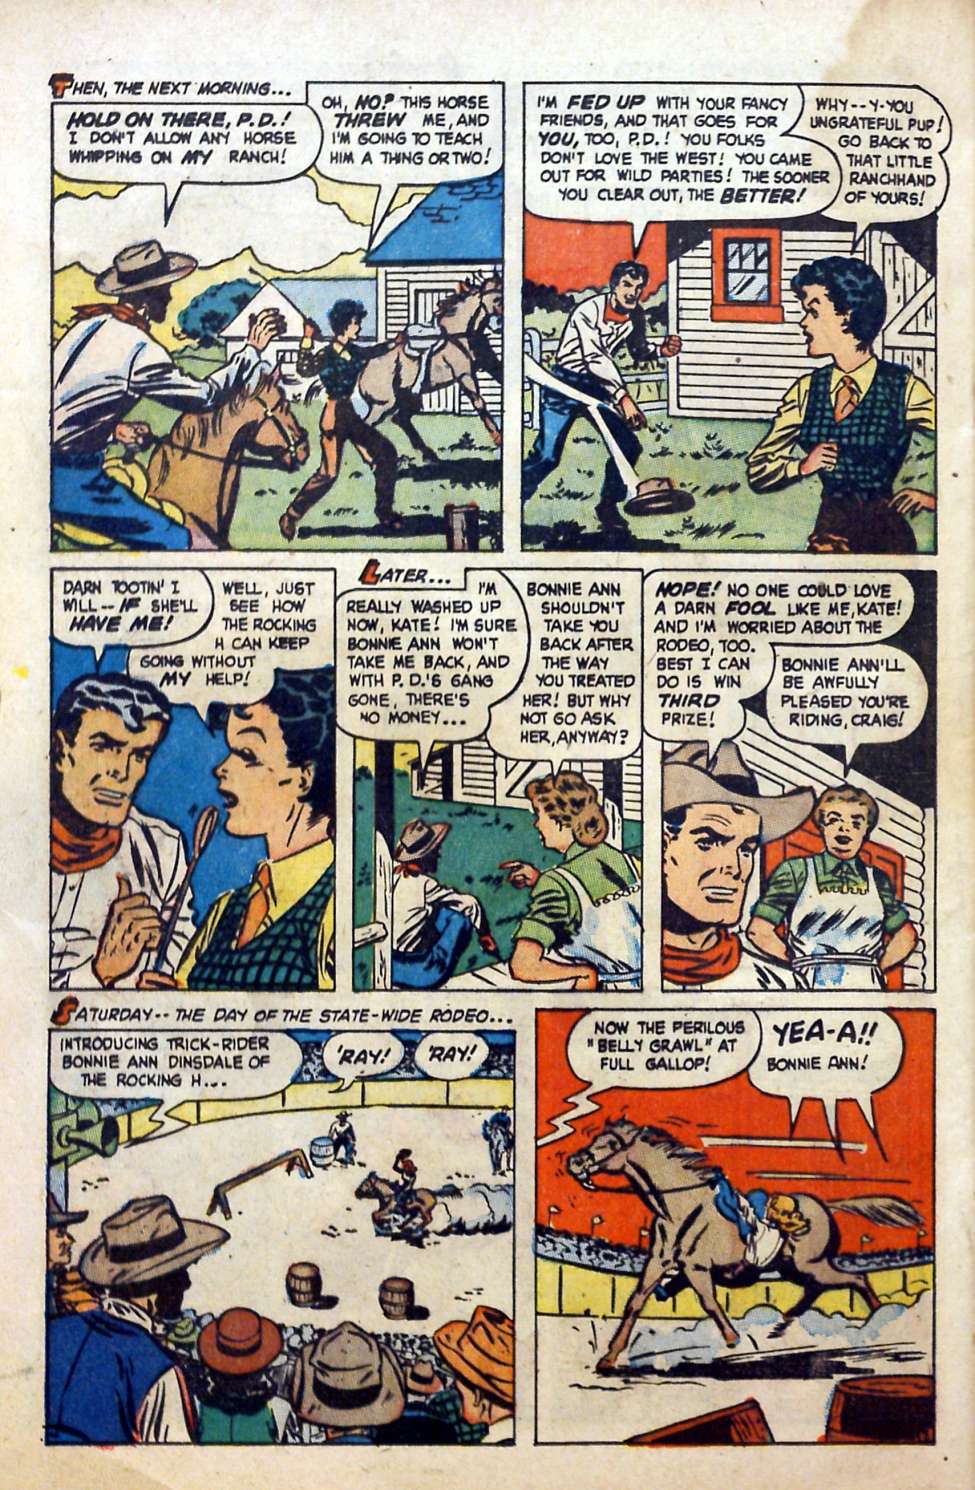 THEN, THE NEXT MORNING...
HOLD ON THERE, P.D.!
I DON'T ALLOW ANY HORSE
WHIPPING ON MY RANCH!
OH, NO? THIS HORSE
THREW ME, AND
I'M GOING TO TEACH
HIM A THING OR TWO!
I'M FED UP WITH YOUR FANCY
FRIENDS, AND THAT GOES FOR
YOU, TOO, P.D.! YOU FOLKS
DON'T LOVE THE WEST! YOU CAME
OUT FOR WILD PARTIES! THE SOONER
YOU CLEAR OUT, THE BETTER!
WHY--Y-YOU
UNGRATEFUL PUP!
GO BACK TO
THAT LITTLE
RANCHHAND
OF YOURS!
DARN TOOTIN' I
WILL--IF SHE'LL
HAVE ME!
WELL, JUST
SEE HOW
THE ROCKING
H CAN KEEP
GOING WITHOUT
MY HELP!
LATER...
I'M
REALLY WASHED UP
NOW, KATE! I'M SURE
BONNIE ANN WON'T
TAKE ME BACK, AND
WITH P.D.'S GANG
GONE, THERE'S
NO MONEY...
BONNIE ANN
SHOULDN'T
TAKE YOU
BACK AFTER
THE WAY
YOU TREATED
HER! BUT WHY
NOT GO ASK
HER, ANYWAY?
NOPE! NO ONE COULD LOVE
A DARN FOOL LIKE ME, KATE!
AND I'M WORRIED ABOUT THE
RODEO, TOO.
BEST I CAN
DO IS WIN
THIRD
PRIZE!
BONNIE ANN'LL
BE AWFULLY
PLEASED YOU'RE
RIDING, CRAIG!
SATURDAY-- THE DAY OF THE STATE-WIDE RODEO...
INTRODUCING TRICK-RIDER
BONNIE ANN DINSDALE OF
THE ROCKING H...
'RAY!
'RAY!
NOW THE PERILOUS
"BELLY CRAWL" AT
FULL GALLOP!
YEA-A!!
BONNIE ANN!